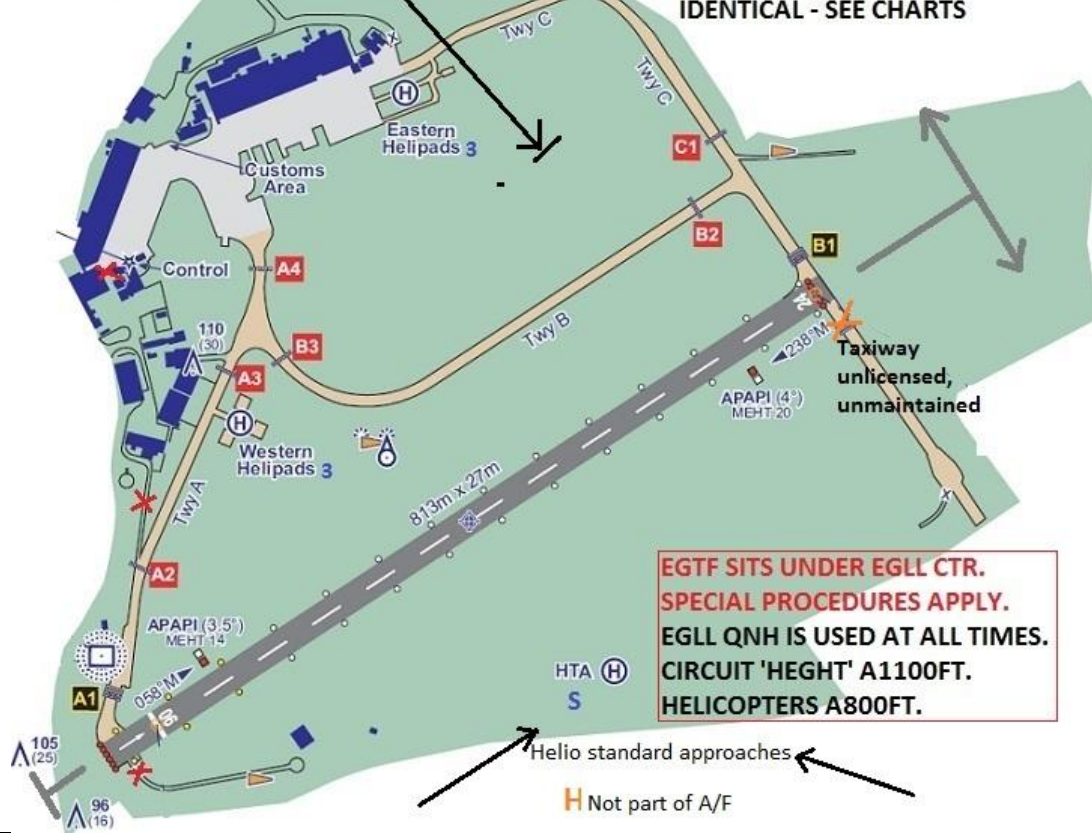 IDENTICAL - SEE CHARTS
Twy C
Twy C
X
H
Eastern
Helipads 3
C1
Customs
Area
B2
B1
Control
A4
24
238°M
110
(30)
B3
Twy B
Taxiway
unlicensed,
unmaintained
A3
APAPI (4°)
MEHT 20
H
Western
Helipads 3
813m x 27m
Twy A
X
A2
EGTF SITS UNDER EGLL CTR.
SPECIAL PROCEDURES APPLY.
EGLL QNH IS USED AT ALL TIMES.
CIRCUIT 'HEGHT' A1100FT.
HELICOPTERS A800FT.
APAPI (3.5°)
MEHT 14
HTA H
S
A1
058°M
06
105
(25)
Helio standard approaches
96
(16)
H Not part of A/F